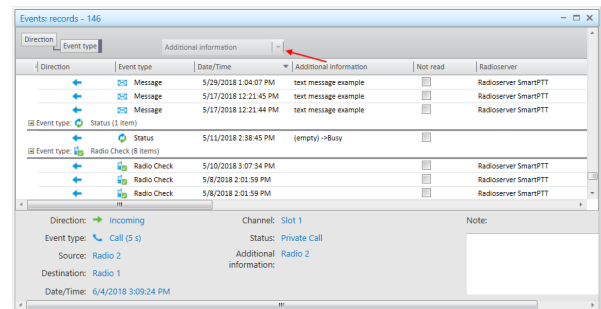 Events: records - 146
Direction
Event type
Additional information
Direction Event type Date/Time Additional information Not read Radioserver
Message 5/29/2018 1:04:07 PM text message example Radioserver SmartPTT
Message 5/17/2018 12:21:45 PM text message example Radioserver SmartPTT
Message 5/17/2018 12:21:44 PM text message example Radioserver SmartPTT
Event type: Status (1 item)
Status 5/11/2018 2:38:45 PM (empty) ->Busy
Event type: Radio Check (8 items)
Radio Check 5/10/2018 3:07:34 PM Radioserver SmartPTT
Radio Check 5/8/2018 2:01:59 PM Radioserver SmartPTT
Radio Check 5/8/2018 2:01:59 PM Radioserver SmartPTT
Direction: Incoming Channel: Slot 1 Note:
Event type: Call (5 s) Status: Private Call
Source: Radio 2 Additional information: Radio 2
Destination: Radio 1
Date/Time: 6/4/2018 3:09:24 PM